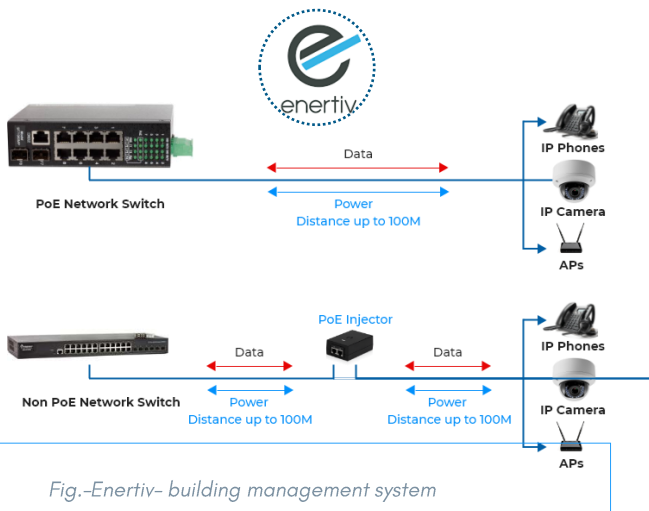 enertiv
Data
IP Phones
PoE Network Switch
Power
Distance up to 100M
IP Camera
APs
PoE Injector
Data
Data
IP Phones
Non PoE Network Switch
Power
Distance up to 100M
Power
Distance up to 100M
IP Camera
APs
Fig.-Enertiv- building management system